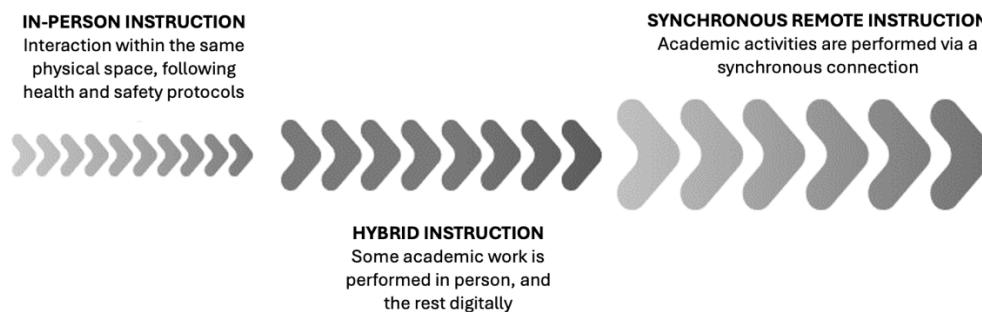 IN-PERSON INSTRUCTION
Interaction within the same
physical space, following
health and safety protocols
HYBRID INSTRUCTION
Some academic work is
performed in person, and
the rest digitally
SYNCHRONOUS REMOTE INSTRUCTION
Academic activities are performed via a
synchronous connection